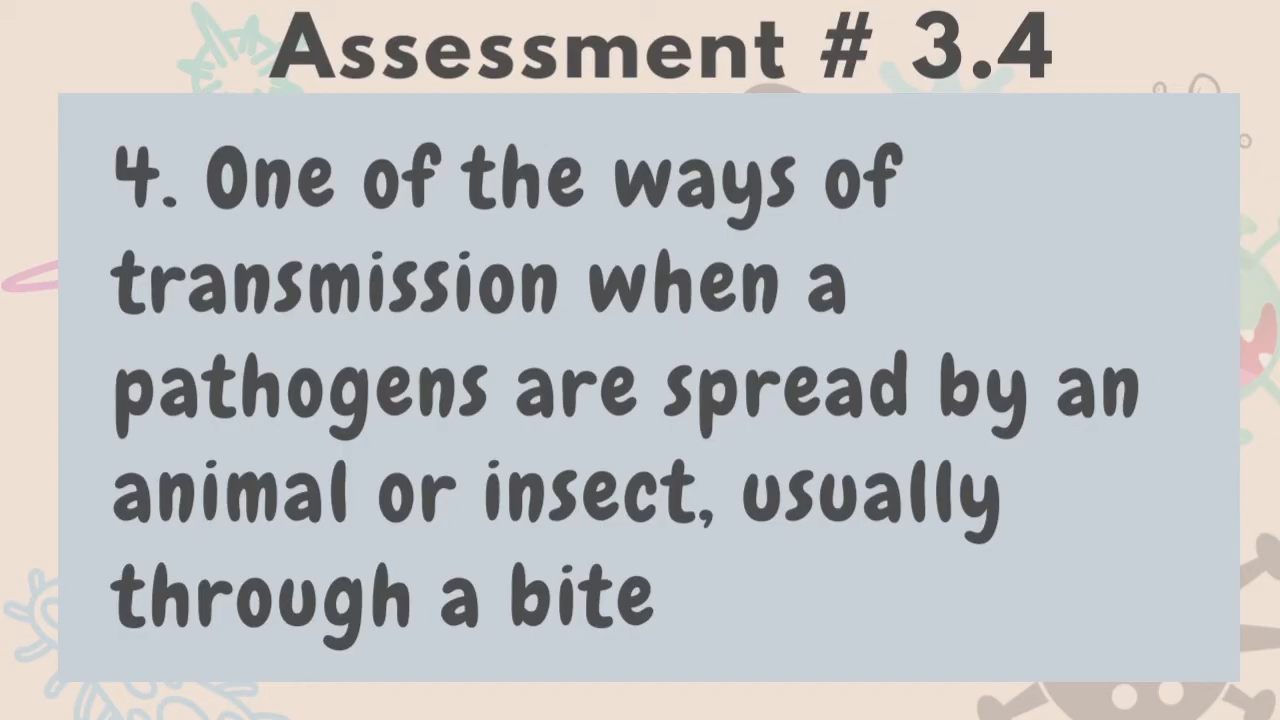 Assessment # 3.4
4. One of the ways of
transmission when a
pathogens are spread by an
animal or insect, usually
through a bite